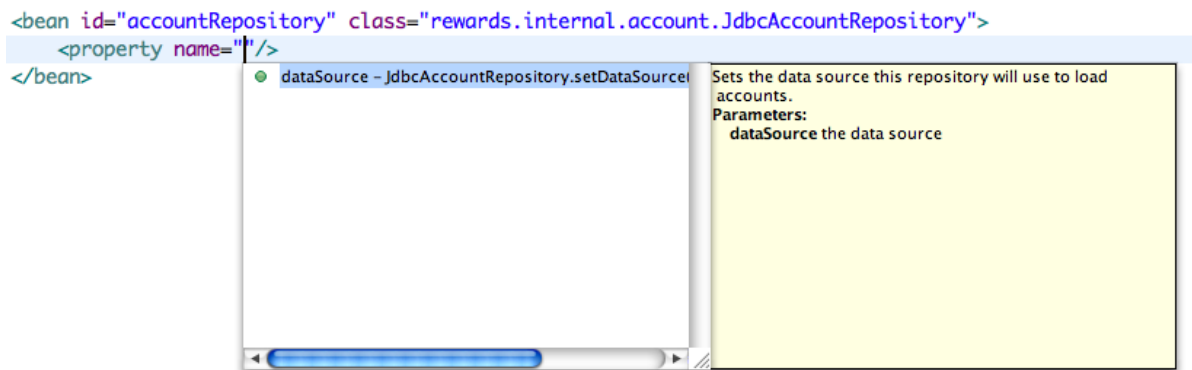 <bean id="accountRepository" class="rewards.internal.account.JdbcAccountRepository">
<property name=""/>
</bean>
dataSource – JdbcAccountRepository.setDataSource(
Sets the data source this repository will use to load
accounts.
Parameters:
dataSource the data source